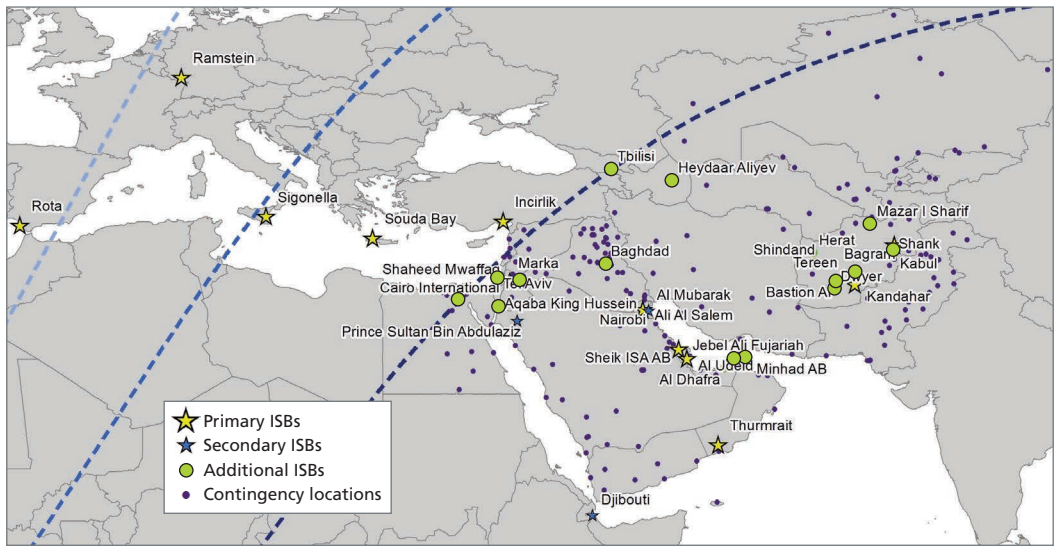 Ramstein
Rota
Sigonella
Souda Bay
Incirlik
Tbilisi
Heydaar Aliyev
Mazar I Sharif
Herat
Shank
Shindand
Bagram
Kabul
Tereen
Dwyer
Bastion
Kandahar
Baghdad
Shaheed Mwaffaq
Marka
Cairo International
Tel Aviv
Aqaba King Hussein
Al Mubarak
Nairobi
Ali Al Salem
Prince Sultan Bin Abdulaziz
Jebel Ali Fujariah
Sheik ISA AB
Al Udeid
Minhad AB
Al Dhafra
Thurmrait
Djibouti
Primary ISBs
Secondary ISBs
Additional ISBs
Contingency locations